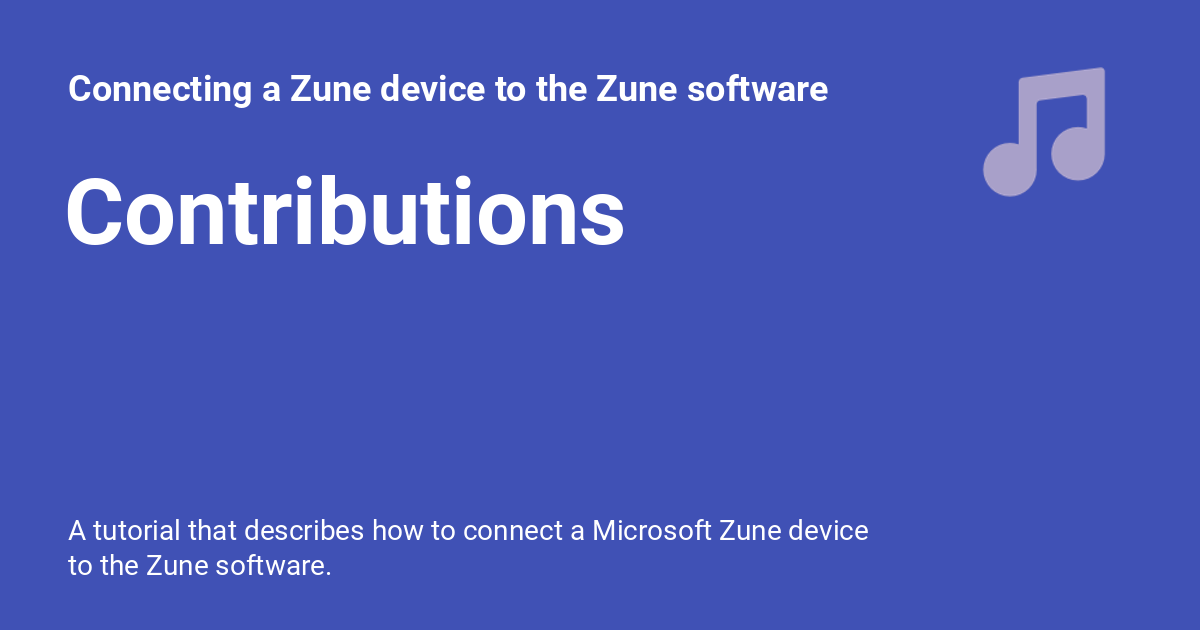 Connecting a Zune device to the Zune software
Contributions
A tutorial that describes how to connect a Microsoft Zune device
to the Zune software.